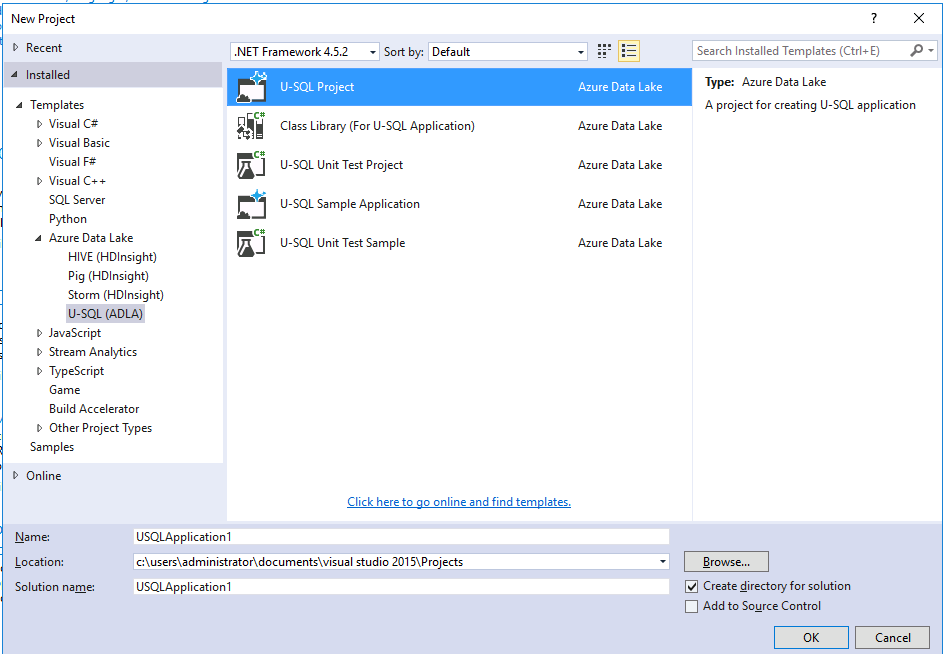 New Project
?
Recent
.NET Framework 4.5.2
Sort by:
Default
Search Installed Templates (Ctrl+E)
Installed
Templates
Visual C#
Visual Basic
Visual F#
Visual C++
SQL Server
Python
Azure Data Lake
HIVE (HDInsight)
Pig (HDInsight)
Storm (HDInsight)
U-SQL (ADLA)
JavaScript
Stream Analytics
TypeScript
Game
Build Accelerator
Other Project Types
Samples
Online
U-SQL Project Azure Data Lake
C#
Class Library (For U-SQL Application) Azure Data Lake
C#
U-SQL Unit Test Project Azure Data Lake
U-SQL Sample Application Azure Data Lake
C#
U-SQL Unit Test Sample Azure Data Lake
Click here to go online and find templates.
Type: Azure Data Lake
A project for creating U-SQL application
Name: USQLApplication1
Location: c:\users\administrator\documents\visual studio 2015\Projects
Browse...
Solution name: USQLApplication1
Create directory for solution
Add to Source Control
OK
Cancel